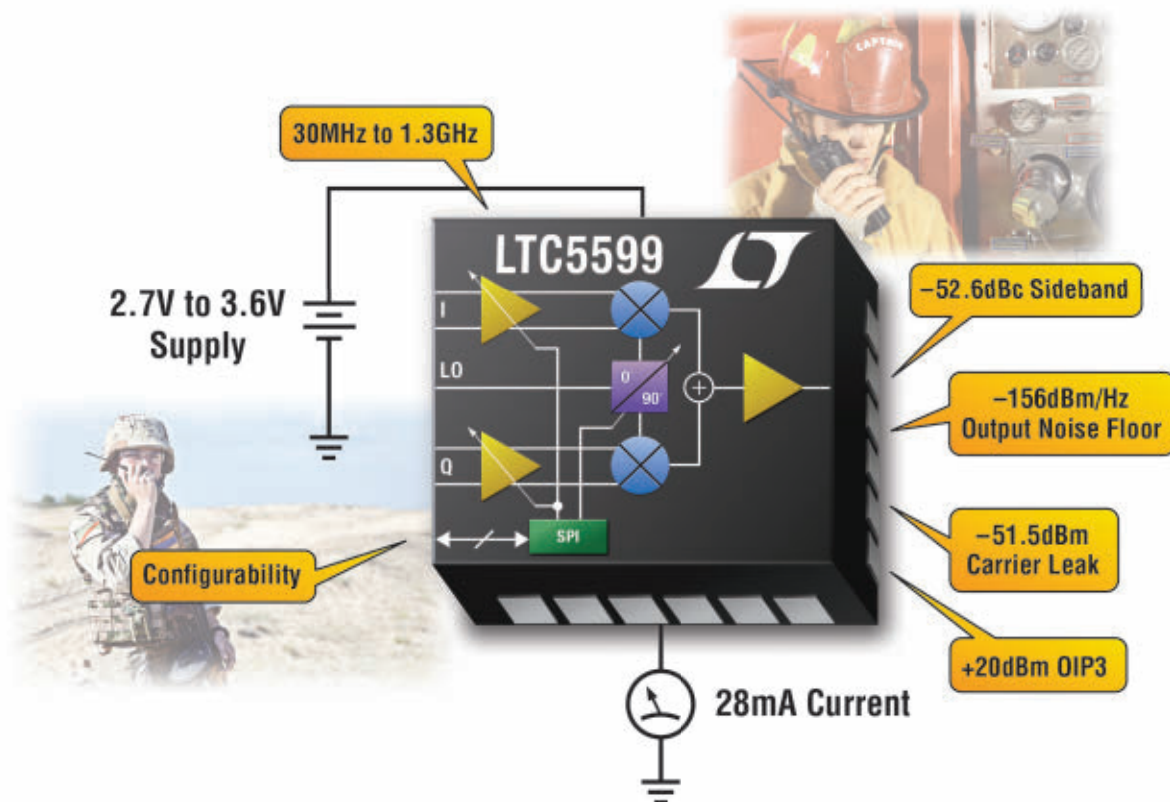 CAPTAIN
30MHz to 1.3GHz
LTC5599
2.7V to 3.6V
Supply
I
LO
0°
90°
Q
SPI
Configurability
–52.6dBc Sideband
–156dBm/Hz
Output Noise Floor
–51.5dBm
Carrier Leak
+20dBm OIP3
28mA Current